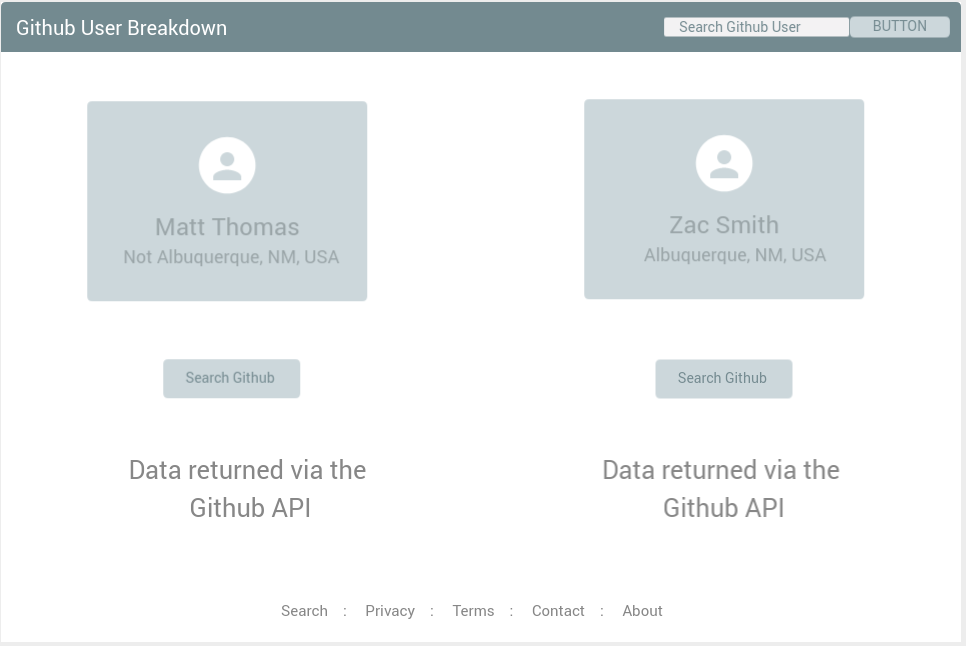 Github User Breakdown
Search Github User
BUTTON
Matt Thomas
Not Albuquerque, NM, USA
Zac Smith
Albuquerque, NM, USA
Search Github
Search Github
Data returned via the
Github API
Data returned via the
Github API
Search : Privacy : Terms : Contact : About